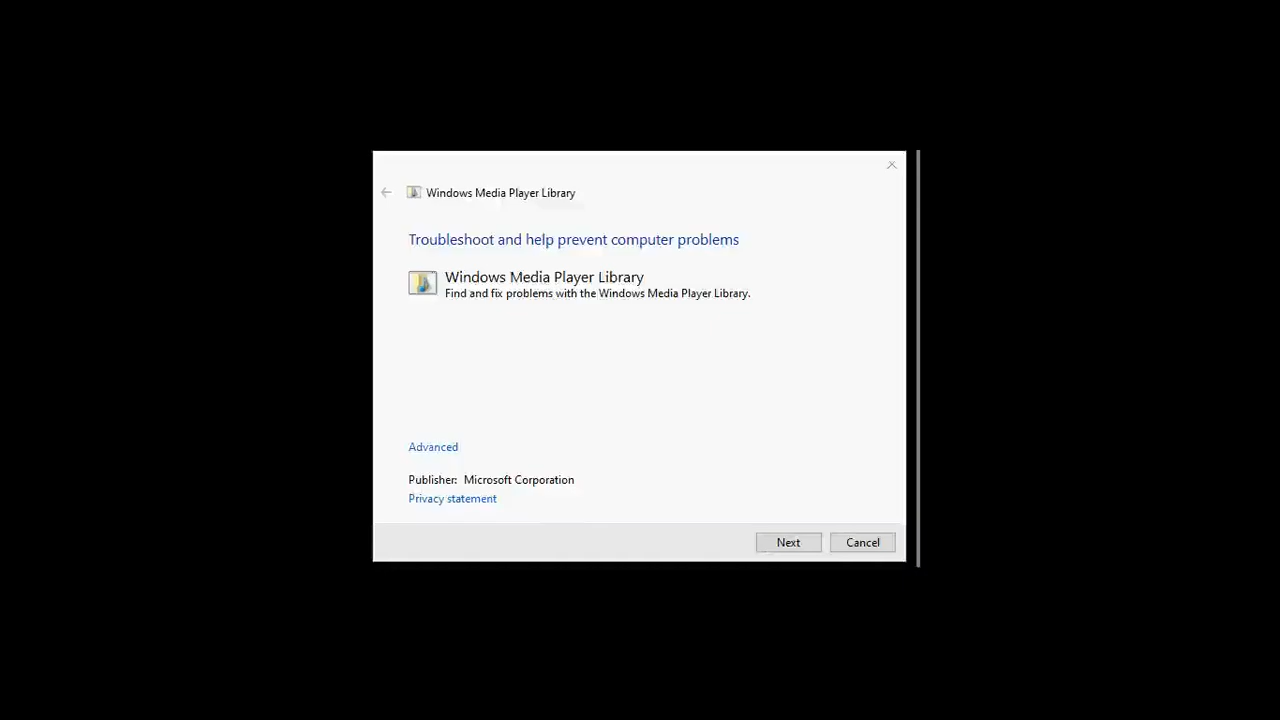 Windows Media Player Library
Troubleshoot and help prevent computer problems
Windows Media Player Library
Find and fix problems with the Windows Media Player Library.
Advanced
Publisher: Microsoft Corporation
Privacy statement
Next Cancel